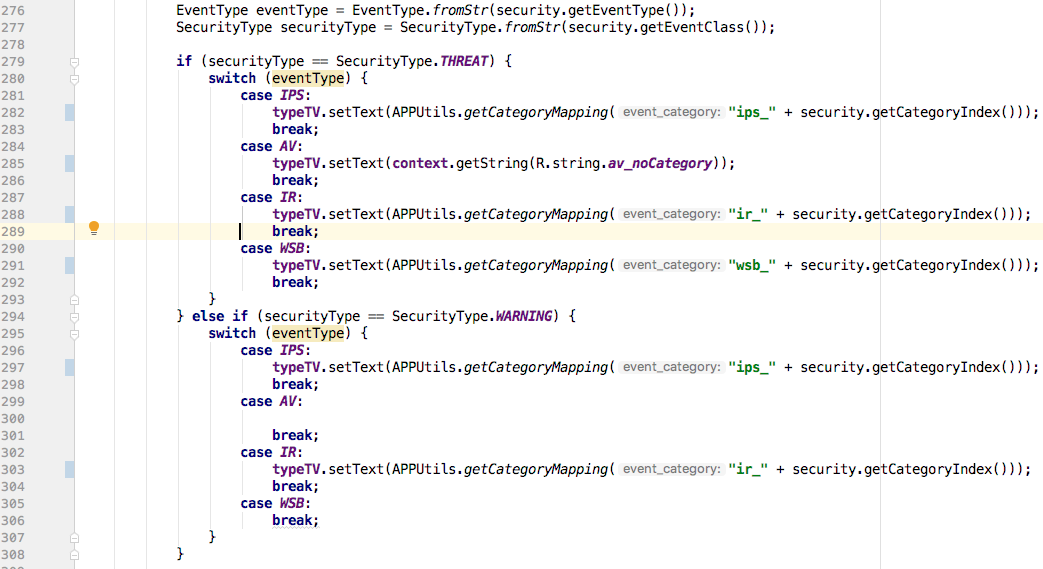 276 EventType eventType = EventType.fromStr(security.getEventType());
277 SecurityType securityType = SecurityType.fromStr(security.getEventClass());
278
279 if (securityType == SecurityType.THREAT) {
280 switch (eventType) {
281 case IPS:
282 typeTV.setText(APPUtils.getCategoryMapping( event_category: "ips_" + security.getCategoryIndex()));
283 break;
284 case AV:
285 typeTV.setText(context.getString(R.string.av_noCategory));
286 break;
287 case IR:
288 typeTV.setText(APPUtils.getCategoryMapping( event_category: "ir_" + security.getCategoryIndex()));
289 break;
290 case WSB:
291 typeTV.setText(APPUtils.getCategoryMapping( event_category: "wsb_" + security.getCategoryIndex()));
292 break;
293 }
294 } else if (securityType == SecurityType.WARNING) {
295 switch (eventType) {
296 case IPS:
297 typeTV.setText(APPUtils.getCategoryMapping( event_category: "ips_" + security.getCategoryIndex()));
298 break;
299 case AV:
300
301 break;
302 case IR:
303 typeTV.setText(APPUtils.getCategoryMapping( event_category: "ir_" + security.getCategoryIndex()));
304 break;
305 case WSB:
306 break;
307 }
308 }